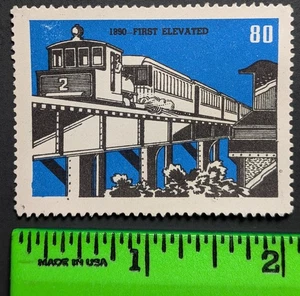 1890 FIRST ELEVATED 80
2
MADE IN USA 1 2